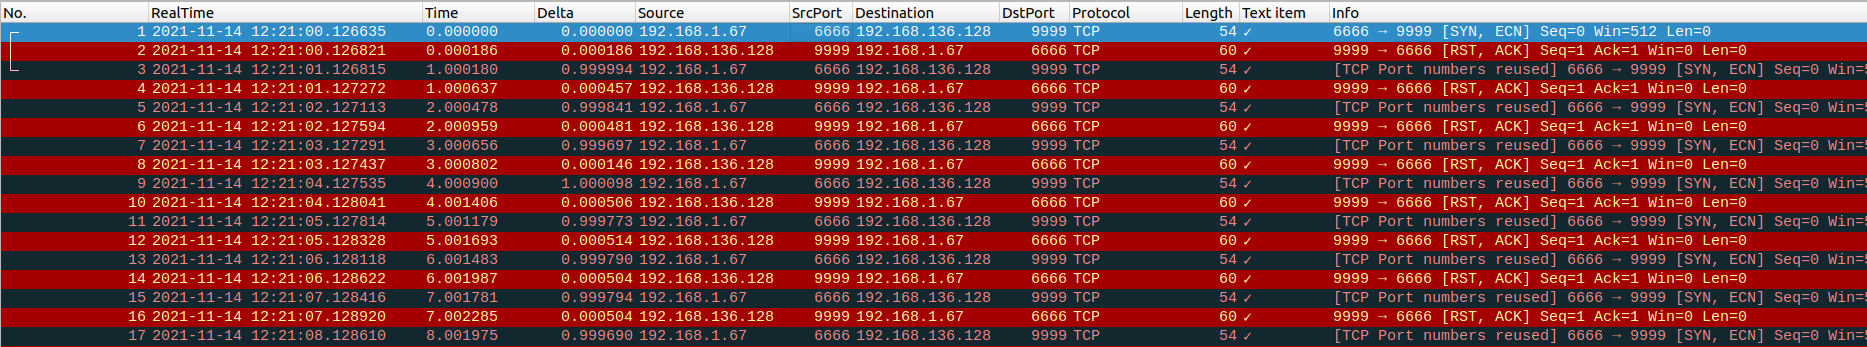 No. RealTime Time Delta Source SrcPort Destination DstPort Protocol Length Text item Info
1 2021-11-14 12:21:00.126635 0.000000 0.000000 192.168.1.67 6666 192.168.136.128 9999 TCP 54 ✓ 6666 → 9999 [SYN, ECN] Seq=0 Win=512 Len=0
2 2021-11-14 12:21:00.126821 0.000186 0.000186 192.168.136.128 9999 192.168.1.67 6666 TCP 60 ✓ 9999 → 6666 [RST, ACK] Seq=1 Ack=1 Win=0 Len=0
3 2021-11-14 12:21:01.126815 1.000180 0.999994 192.168.1.67 6666 192.168.136.128 9999 TCP 54 ✓ [TCP Port numbers reused] 6666 → 9999 [SYN, ECN] Seq=0 Win=
4 2021-11-14 12:21:01.127272 1.000637 0.000457 192.168.136.128 9999 192.168.1.67 6666 TCP 60 ✓ 9999 → 6666 [RST, ACK] Seq=1 Ack=1 Win=0 Len=0
5 2021-11-14 12:21:02.127113 2.000478 0.999841 192.168.1.67 6666 192.168.136.128 9999 TCP 54 ✓ [TCP Port numbers reused] 6666 → 9999 [SYN, ECN] Seq=0 Win=
6 2021-11-14 12:21:02.127594 2.000959 0.000481 192.168.136.128 9999 192.168.1.67 6666 TCP 60 ✓ 9999 → 6666 [RST, ACK] Seq=1 Ack=1 Win=0 Len=0
7 2021-11-14 12:21:03.127291 3.000656 0.999697 192.168.1.67 6666 192.168.136.128 9999 TCP 54 ✓ [TCP Port numbers reused] 6666 → 9999 [SYN, ECN] Seq=0 Win=
8 2021-11-14 12:21:03.127437 3.000802 0.000146 192.168.136.128 9999 192.168.1.67 6666 TCP 60 ✓ 9999 → 6666 [RST, ACK] Seq=1 Ack=1 Win=0 Len=0
9 2021-11-14 12:21:04.127535 4.000900 1.000098 192.168.1.67 6666 192.168.136.128 9999 TCP 54 ✓ [TCP Port numbers reused] 6666 → 9999 [SYN, ECN] Seq=0 Win=
10 2021-11-14 12:21:04.128041 4.001406 0.000506 192.168.136.128 9999 192.168.1.67 6666 TCP 60 ✓ 9999 → 6666 [RST, ACK] Seq=1 Ack=1 Win=0 Len=0
11 2021-11-14 12:21:05.127814 5.001179 0.999773 192.168.1.67 6666 192.168.136.128 9999 TCP 54 ✓ [TCP Port numbers reused] 6666 → 9999 [SYN, ECN] Seq=0 Win=
12 2021-11-14 12:21:05.128328 5.001693 0.000514 192.168.136.128 9999 192.168.1.67 6666 TCP 60 ✓ 9999 → 6666 [RST, ACK] Seq=1 Ack=1 Win=0 Len=0
13 2021-11-14 12:21:06.128118 6.001483 0.999790 192.168.1.67 6666 192.168.136.128 9999 TCP 54 ✓ [TCP Port numbers reused] 6666 → 9999 [SYN, ECN] Seq=0 Win=
14 2021-11-14 12:21:06.128622 6.001987 0.000504 192.168.136.128 9999 192.168.1.67 6666 TCP 60 ✓ 9999 → 6666 [RST, ACK] Seq=1 Ack=1 Win=0 Len=0
15 2021-11-14 12:21:07.128416 7.001781 0.999794 192.168.1.67 6666 192.168.136.128 9999 TCP 54 ✓ [TCP Port numbers reused] 6666 → 9999 [SYN, ECN] Seq=0 Win=
16 2021-11-14 12:21:07.128920 7.002285 0.000504 192.168.136.128 9999 192.168.1.67 6666 TCP 60 ✓ 9999 → 6666 [RST, ACK] Seq=1 Ack=1 Win=0 Len=0
17 2021-11-14 12:21:08.128610 8.001975 0.999690 192.168.1.67 6666 192.168.136.128 9999 TCP 54 ✓ [TCP Port numbers reused] 6666 → 9999 [SYN, ECN] Seq=0 Win=